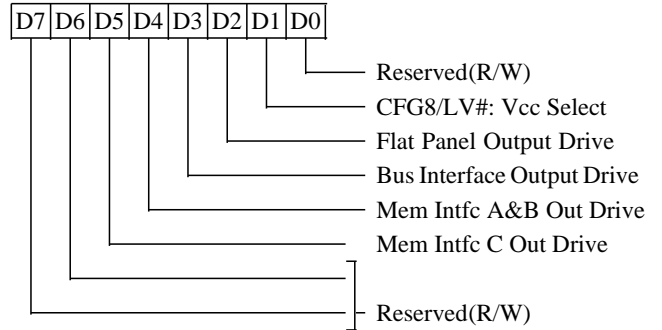 D7 D6 D5 D4 D3 D2 D1 D0
Reserved(R/W)
CFG8/LV#: Vcc Select
Flat Panel Output Drive
Bus Interface Output Drive
Mem Intfc A&B Out Drive
Mem Intfc C Out Drive
Reserved(R/W)